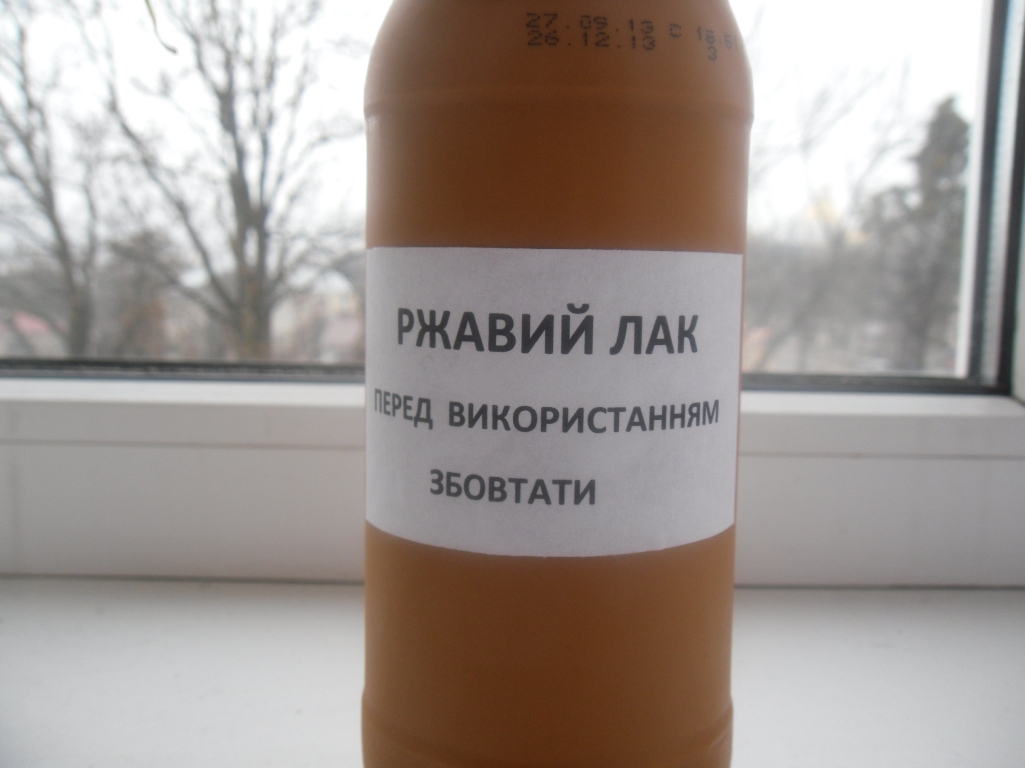 27.09.13
26.12.13
РЖАВИЙ ЛАК
ПЕРЕД ВИКОРИСТАННЯМ
ЗБОВТАТИ